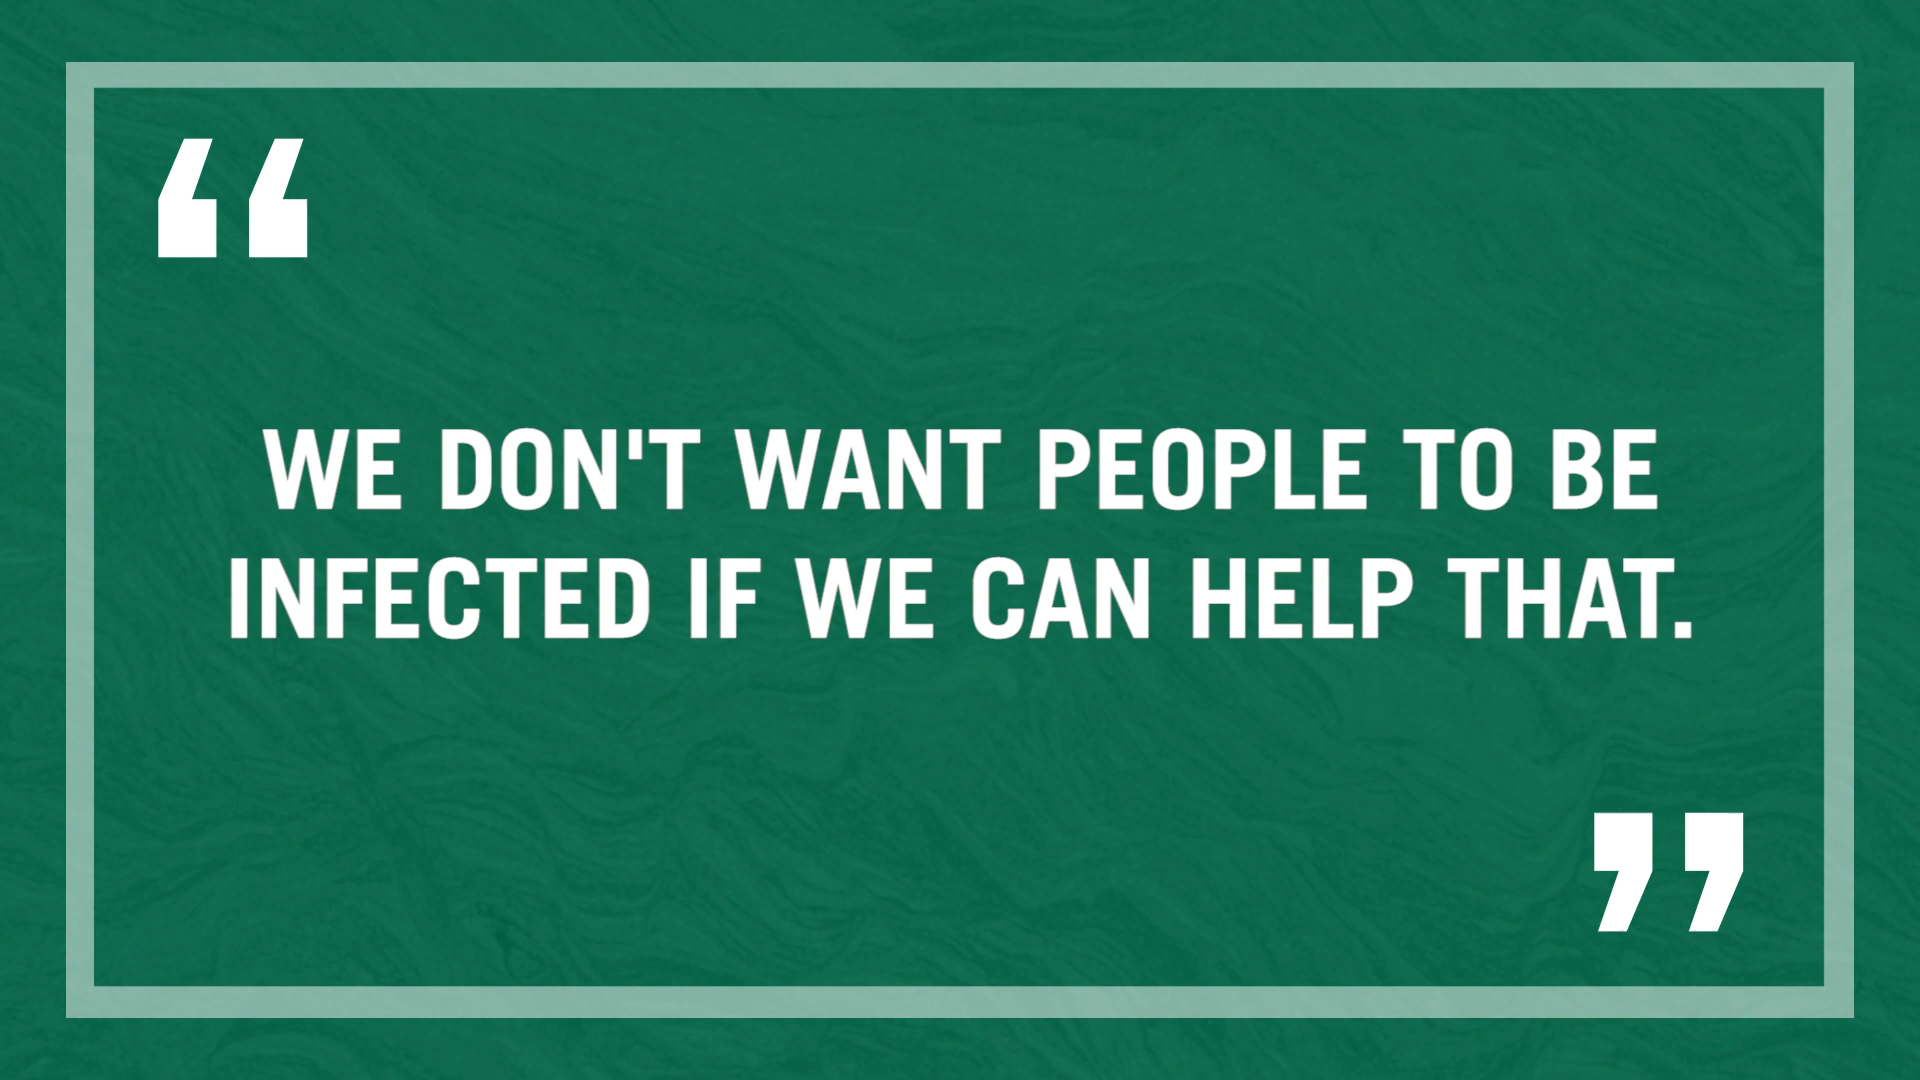 “
WE DON'T WANT PEOPLE TO BE
INFECTED IF WE CAN HELP THAT.
”